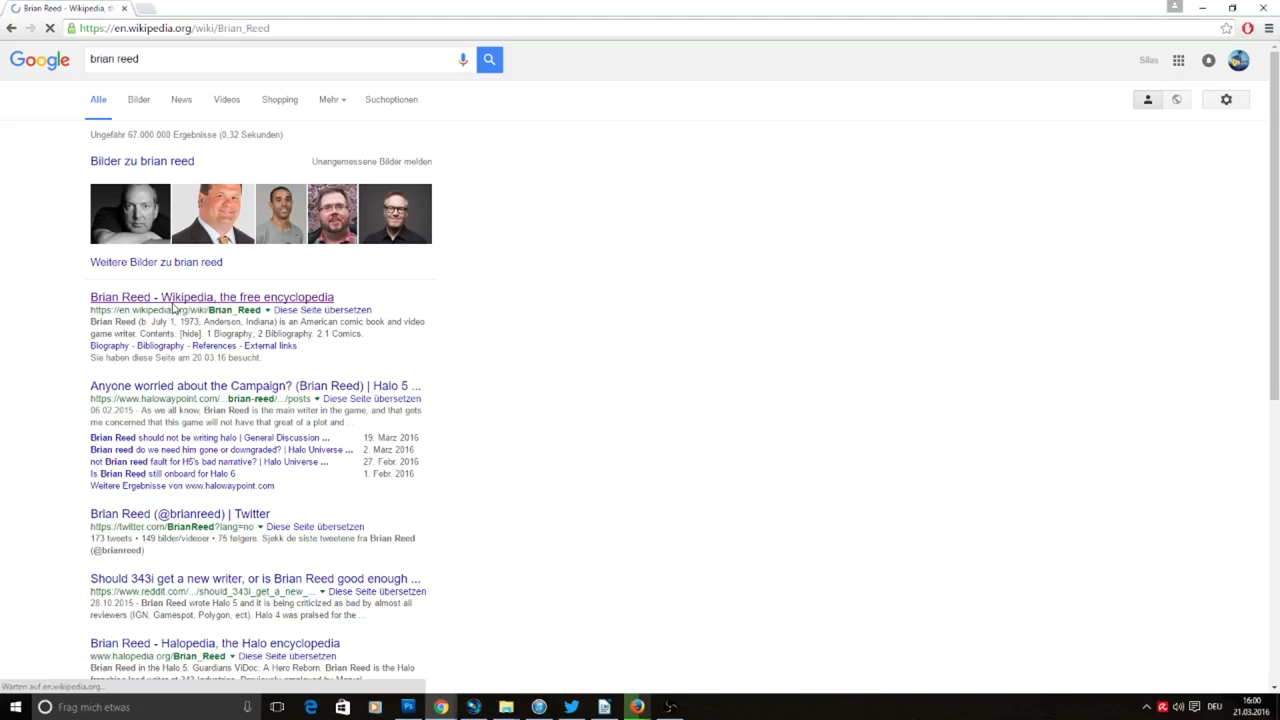 Brian Reed - Wikipedia, th
https://en.wikipedia.org/wiki/Brian_Reed
Google
brian reed
Silas
Alle
Bilder
News
Videos
Shopping
Mehr
Suchoptionen
Ungefähr 67.000.000 Ergebnisse (0,32 Sekunden)
Bilder zu brian reed
Unangemessene Bilder melden
Weitere Bilder zu brian reed
Brian Reed - Wikipedia, the free encyclopedia
https://en.wikipedia.org/wiki/Brian_Reed Diese Seite übersetzen
Brian Reed (b. July 1, 1973, Anderson, Indiana) is an American comic book and video
game writer. Contents. [hide]. 1 Biography; 2 Bibliography. 2.1 Comics.
Biography - Bibliography - References - External links
Sie haben diese Seite am 20.03.16 besucht.
Anyone worried about the Campaign? (Brian Reed) | Halo 5 ...
https://www.halowaypoint.com/...brian-reed/.../posts Diese Seite übersetzen
06.02.2015 - As we all know, Brian Reed is the main writer in the game, and that gets
me concerned that this game will not have that great of a plot and ...
Brian Reed should not be writing halo | General Discussion ... 19. März 2016
Brian reed do we need him gone or downgraded? | Halo Universe ... 2. März 2016
not Brian reed fault for H5's bad narrative? | Halo Universe ... 27. Febr. 2016
Is Brian Reed still onboard for Halo 6 1. Febr. 2016
Weitere Ergebnisse von www.halowaypoint.com
Brian Reed (@brianreed) | Twitter
https://twitter.com/BrianReed?lang=no Diese Seite übersetzen
173 tweets • 149 bilder/videoer • 75 følgere. Sjekk de siste tweetene fra Brian Reed
(@brianreed)
Should 343i get a new writer, or is Brian Reed good enough ...
https://www.reddit.com/.../should_343i_get_a_new_... Diese Seite übersetzen
28.10.2015 - Brian Reed wrote Halo 5 and it is being criticized as bad by almost all
reviewers (IGN, Gamespot, Polygon, ect). Halo 4 was praised for the ...
Brian Reed - Halopedia, the Halo encyclopedia
www.halopedia.org/Brian_Reed Diese Seite übersetzen
Brian Reed in the Halo 5: Guardians ViDoc: A Hero Reborn. Brian Reed is the Halo
Warten auf en.wikipedia.org...
Frag mich etwas
DEU
16:00
21.03.2016